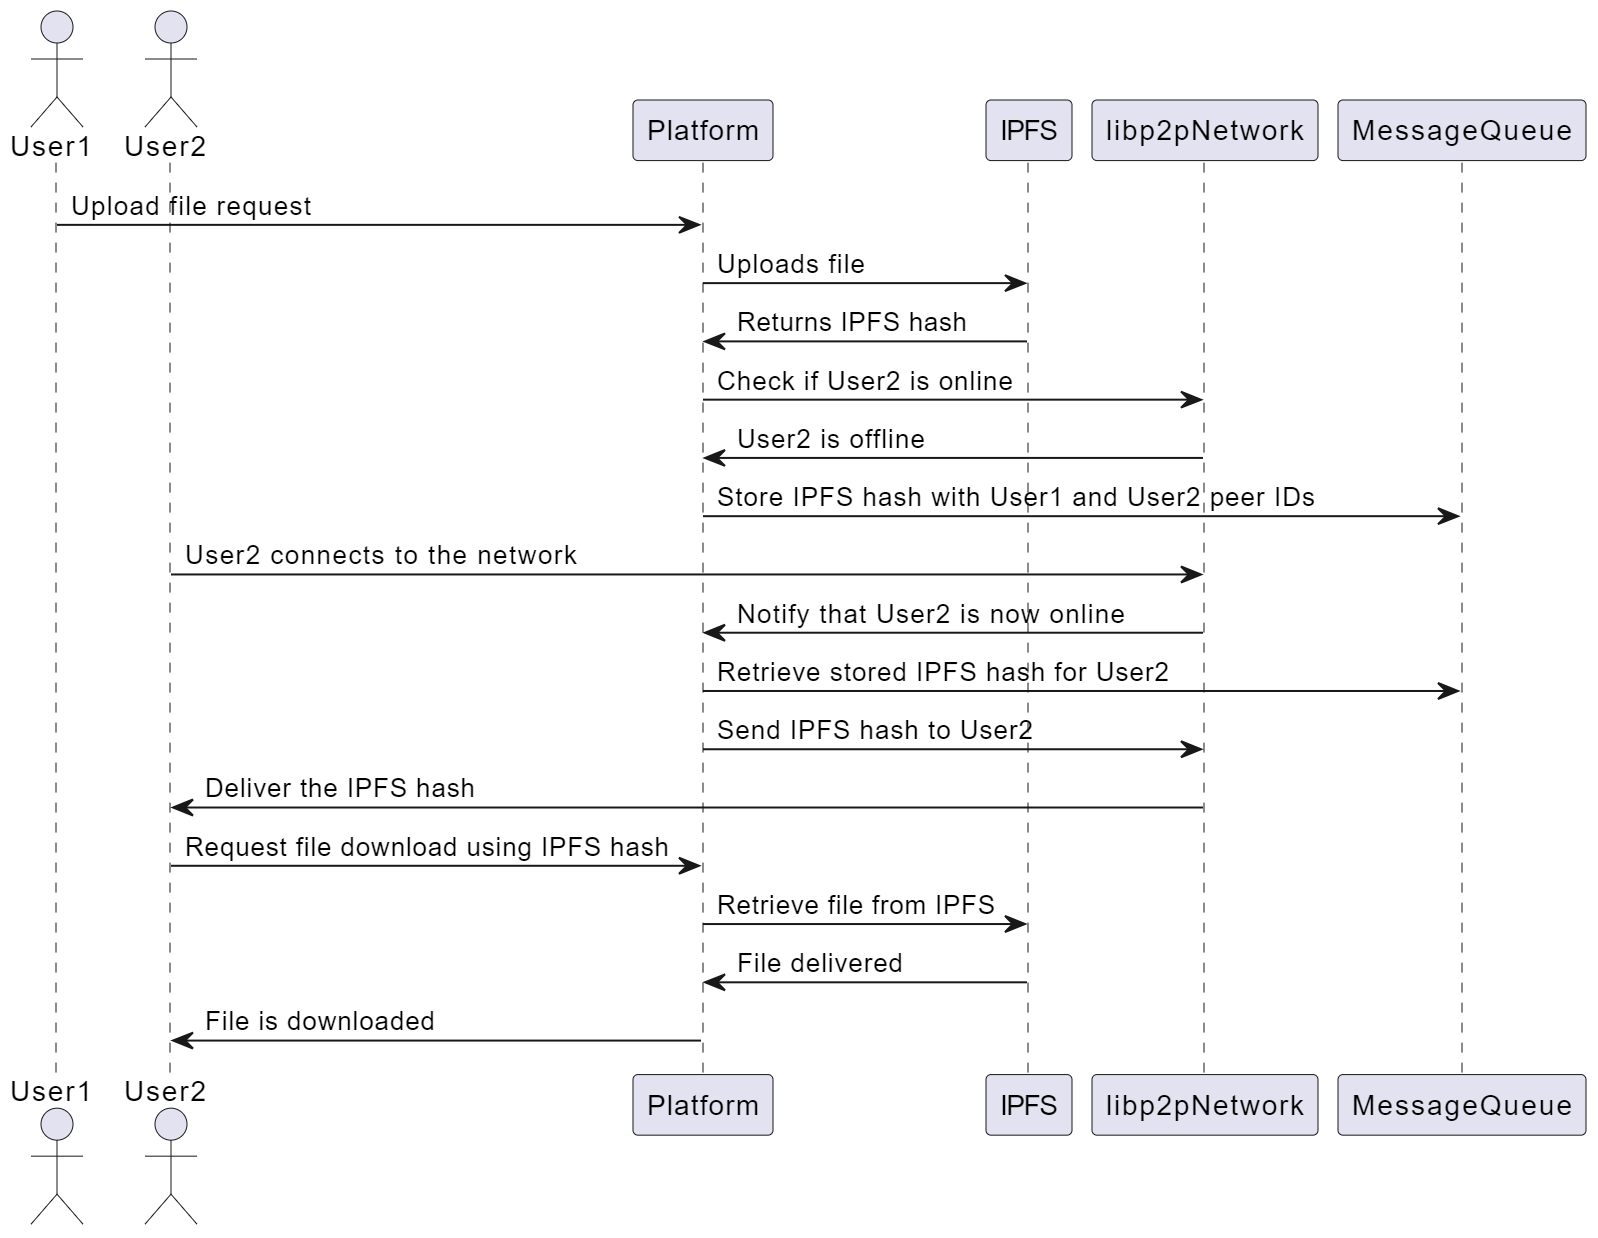 User1
User2
Platform
IPFS
libp2pNetwork
MessageQueue
Upload file request
Uploads file
Returns IPFS hash
Check if User2 is online
User2 is offline
Store IPFS hash with User1 and User2 peer IDs
User2 connects to the network
Notify that User2 is now online
Retrieve stored IPFS hash for User2
Send IPFS hash to User2
Deliver the IPFS hash
Request file download using IPFS hash
Retrieve file from IPFS
File delivered
File is downloaded
User1
User2
Platform
IPFS
libp2pNetwork
MessageQueue